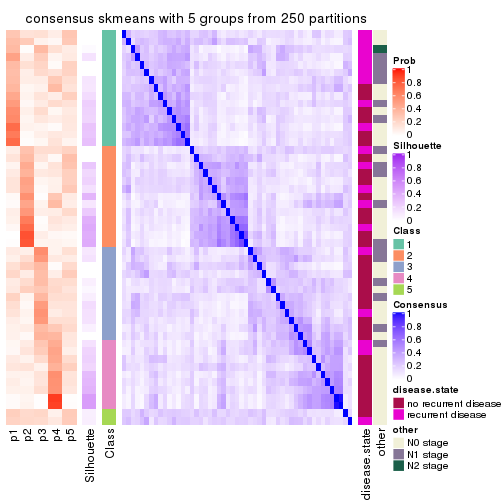 consensus skmeans with 5 groups from 250 partitions
p1
p2
p3
p4
p5
Silhouette
Class
disease.state
other
Prob
1
0.8
0.6
0.4
0.2
0
Silhouette
1
0.8
0.6
0.4
0.2
0
Class
1
2
3
4
5
Consensus
1
0.8
0.6
0.4
0.2
0
disease.state
no recurrent disease
recurrent disease
other
N0 stage
N1 stage
N2 stage